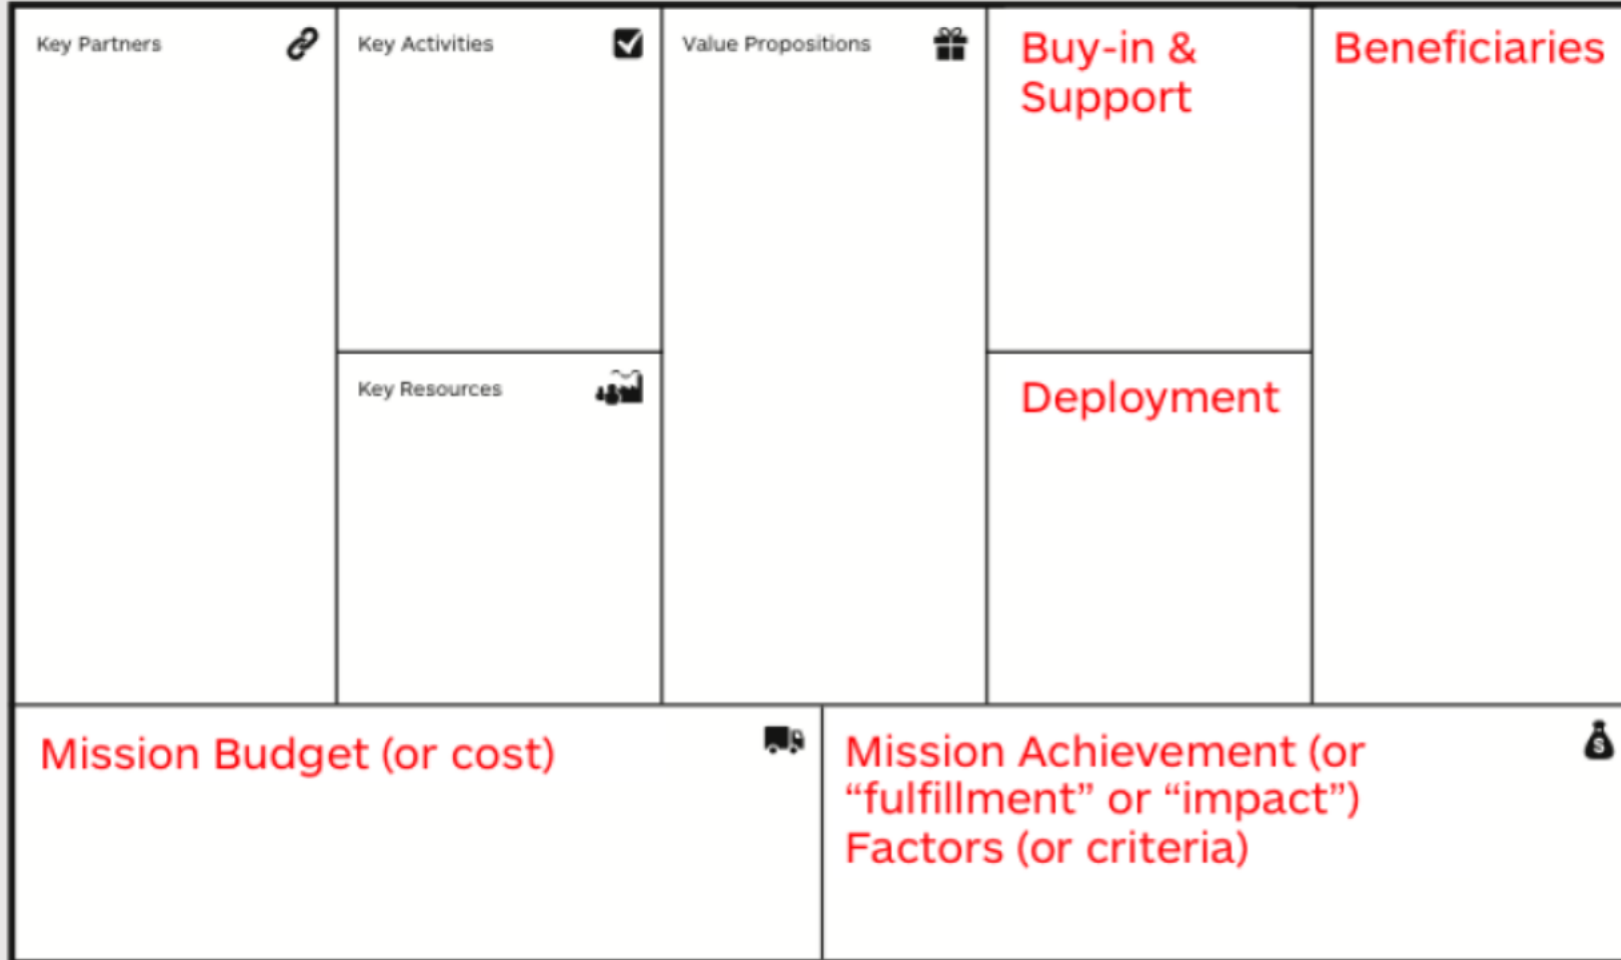 Key Partners
Key Activities
Value Propositions
Buy-in &
Support
Beneficiaries
Key Resources
Deployment
Mission Budget (or cost)
Mission Achievement (or
“fulfillment” or “impact”)
Factors (or criteria)
$